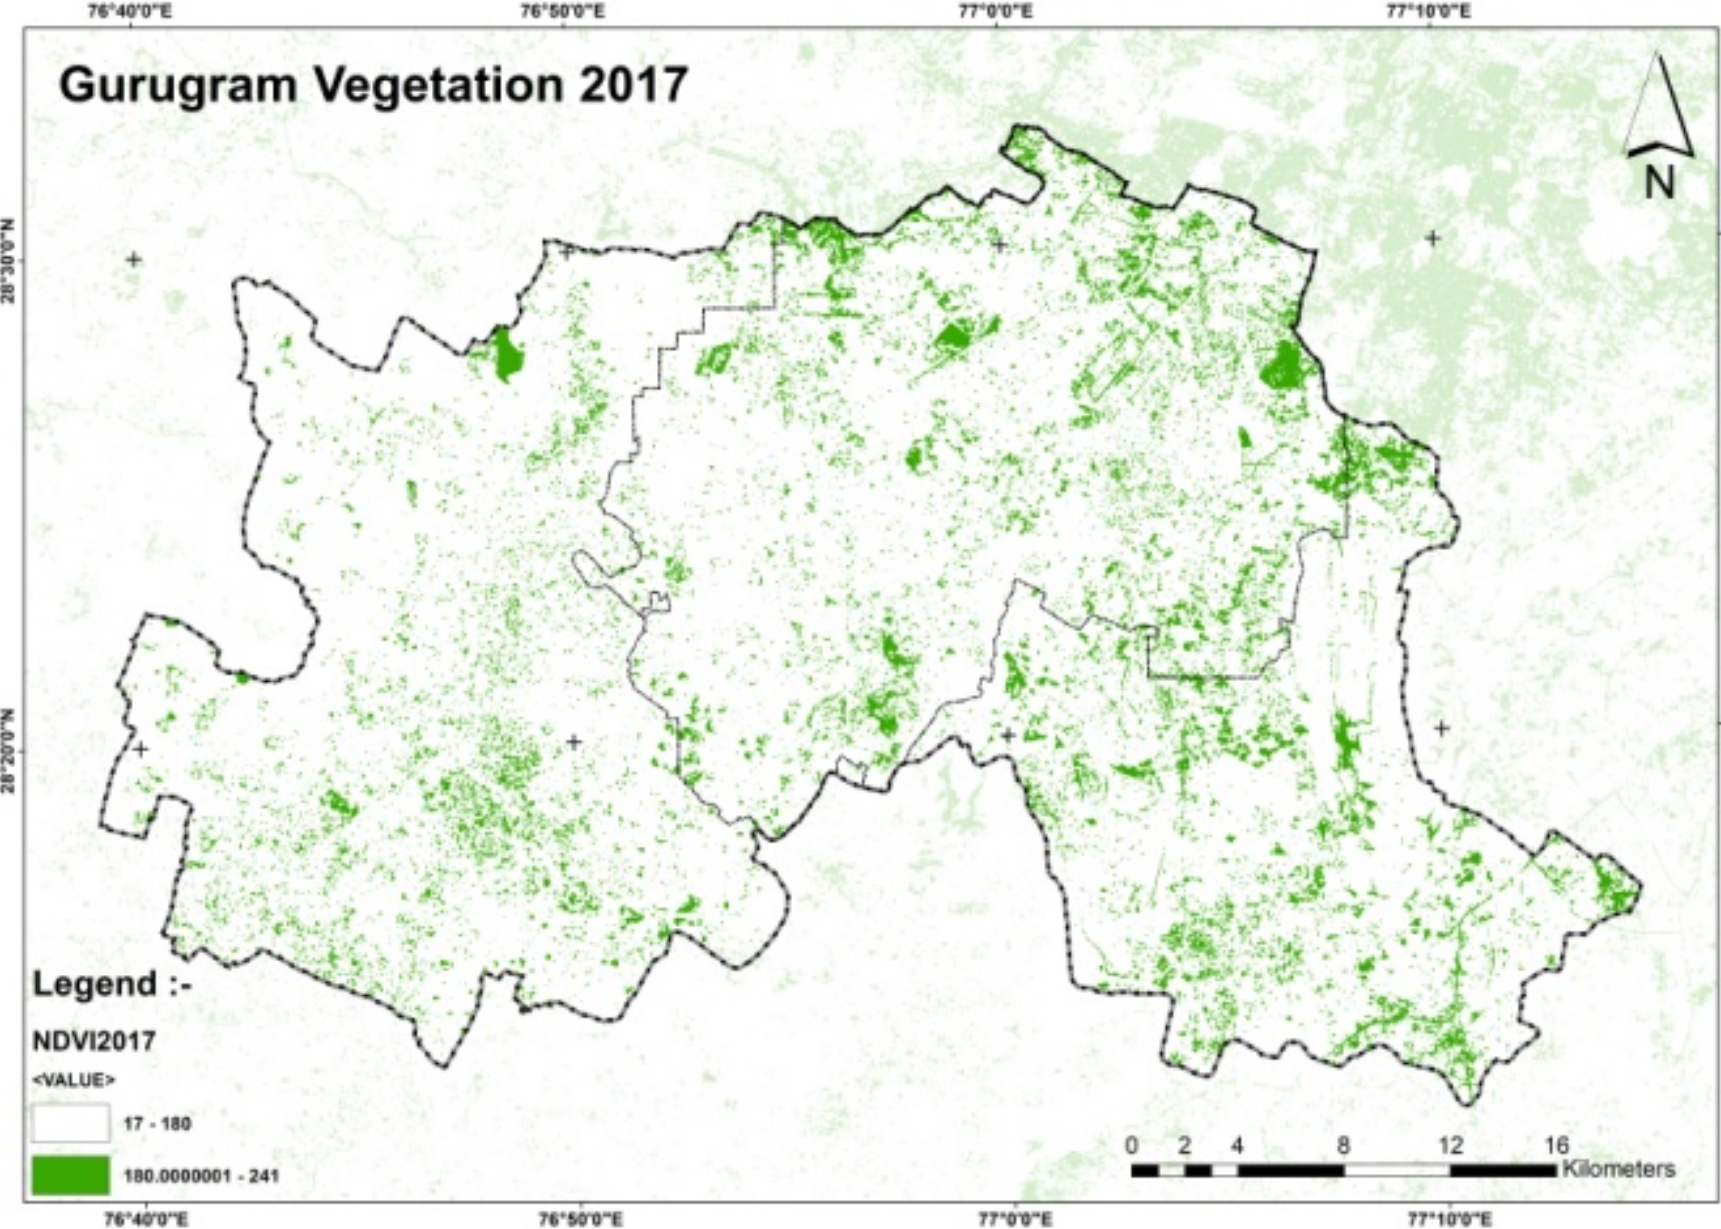 76°40'0"E 76°50'0"E 77°0'0"E 77°10'0"E
Gurugram Vegetation 2017
N
28°30'0"N
28°20'0"N
Legend :-
NDVI2017
<VALUE>
17 - 180
180.0000001 - 241
0 2 4 8 12 16
Kilometers
76°40'0"E 76°50'0"E 77°0'0"E 77°10'0"E